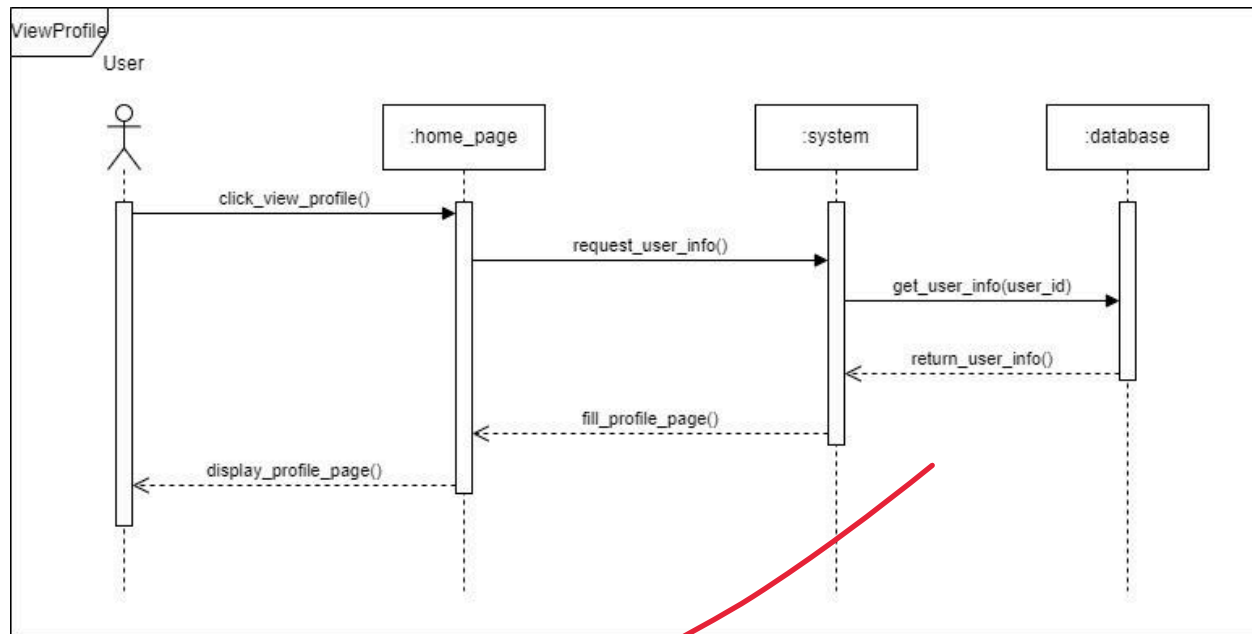 ViewProfile
User
:home_page
:system
:database
click_view_profile()
request_user_info()
get_user_info(user_id)
return_user_info()
fill_profile_page()
display_profile_page()